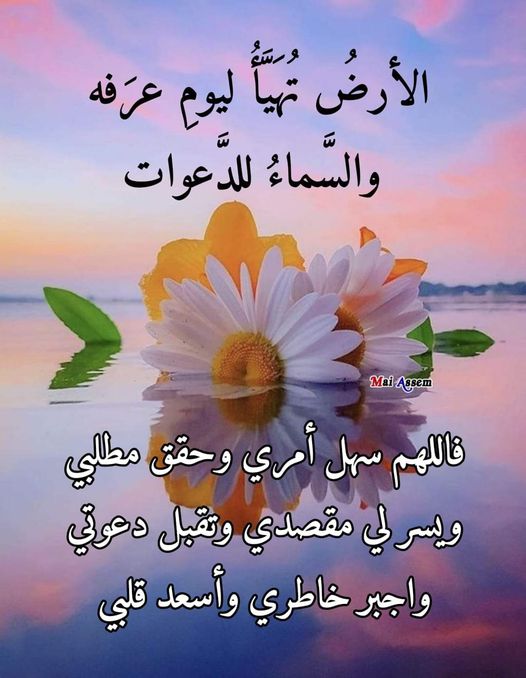 الأرضُ تُهَيَّأُ ليومِ عرَفه
والسَّماءُ للدَّعوات
Mai Assem
فاللهم سهل أمري وحقق مطلبي
ويسر لي مقصدي وتقبل دعوتي
واجبر خاطري وأسعد قلبي